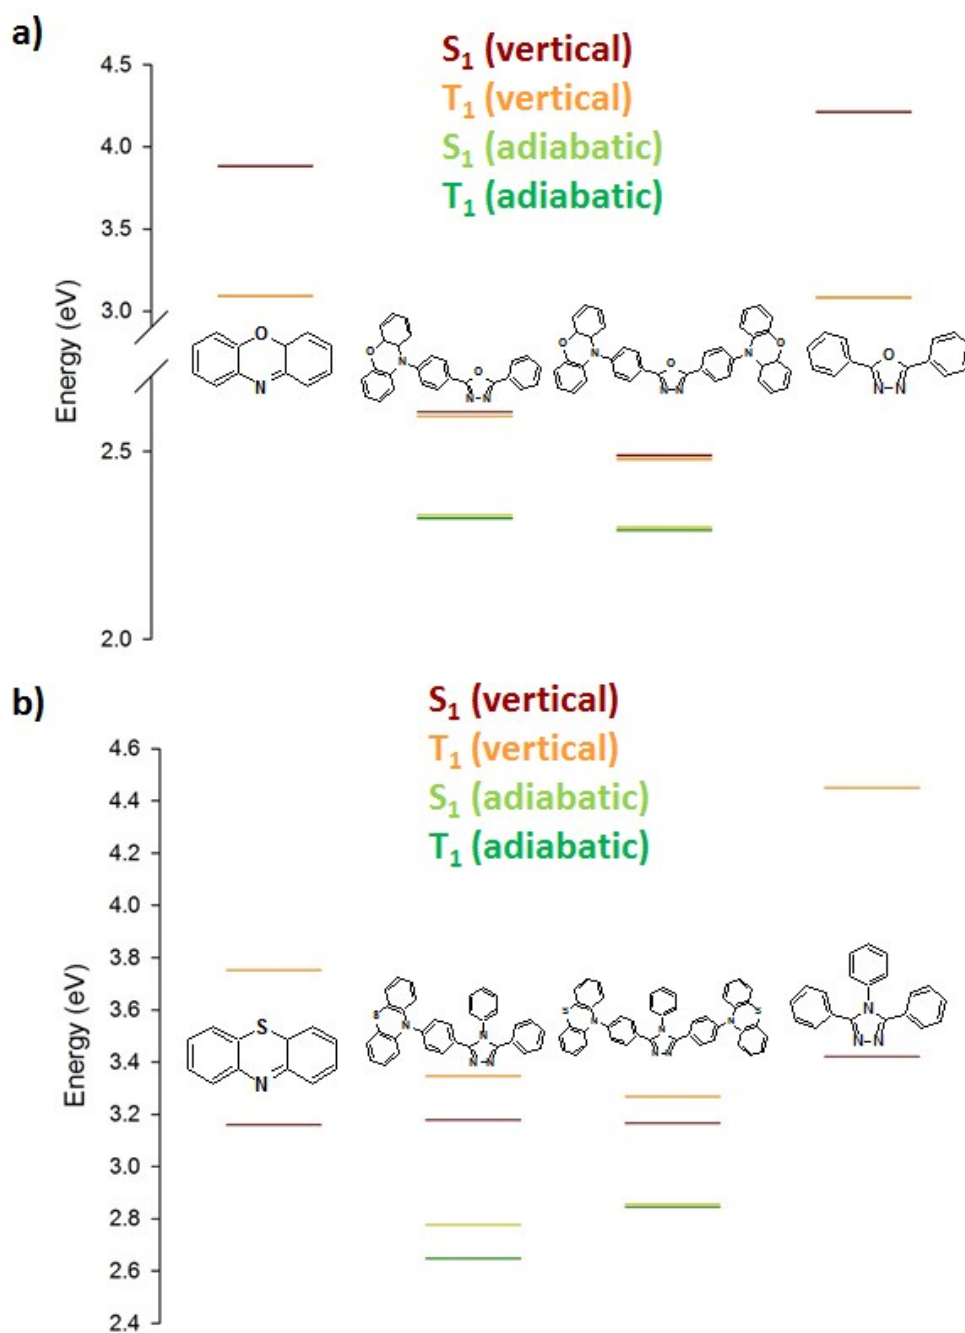 a)
S₁ (vertical)
T₁ (vertical)
S₁ (adiabatic)
T₁ (adiabatic)
Energy (eV)
4.5
4.0
3.5
3.0
2.5
2.0
O
N
O
N
O
N N
O
N
O
N N
N
O
O
N N
b)
S₁ (vertical)
T₁ (vertical)
S₁ (adiabatic)
T₁ (adiabatic)
Energy (eV)
4.6
4.4
4.2
4.0
3.8
3.6
3.4
3.2
3.0
2.8
2.6
2.4
S
N
S
N
N
N N
S
N
N
N N
N
S
N
N N